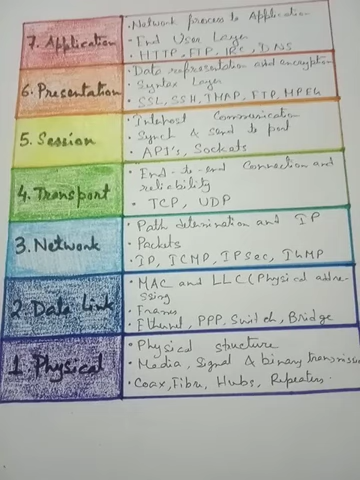 7. Application
• Network process to Application
• End User Layer
• HTTP, FTP, IRC, DNS
6. Presentation
• Data representation and encryption
• Syntax Layer
• SSL, SSH, IMAP, FTP, MPEG
5. Session
• Interhost Communication
• Synch & send to port
• API's, Sockets
4. Transport
• End-to-end Connection and
reliability
• TCP, UDP
3. Network
• Path determination and IP
• Packets
• IP, ICMP, IPSec, IGMP
2 Data Link
• MAC and LLC (Physical addre-
ssing
• Frames
• Ethernet, PPP, Switch, Bridge
1. Physical
• Physical structure
• Media, Signal & binary transmission
• Coax, Fibre, Hubs, Repeaters.